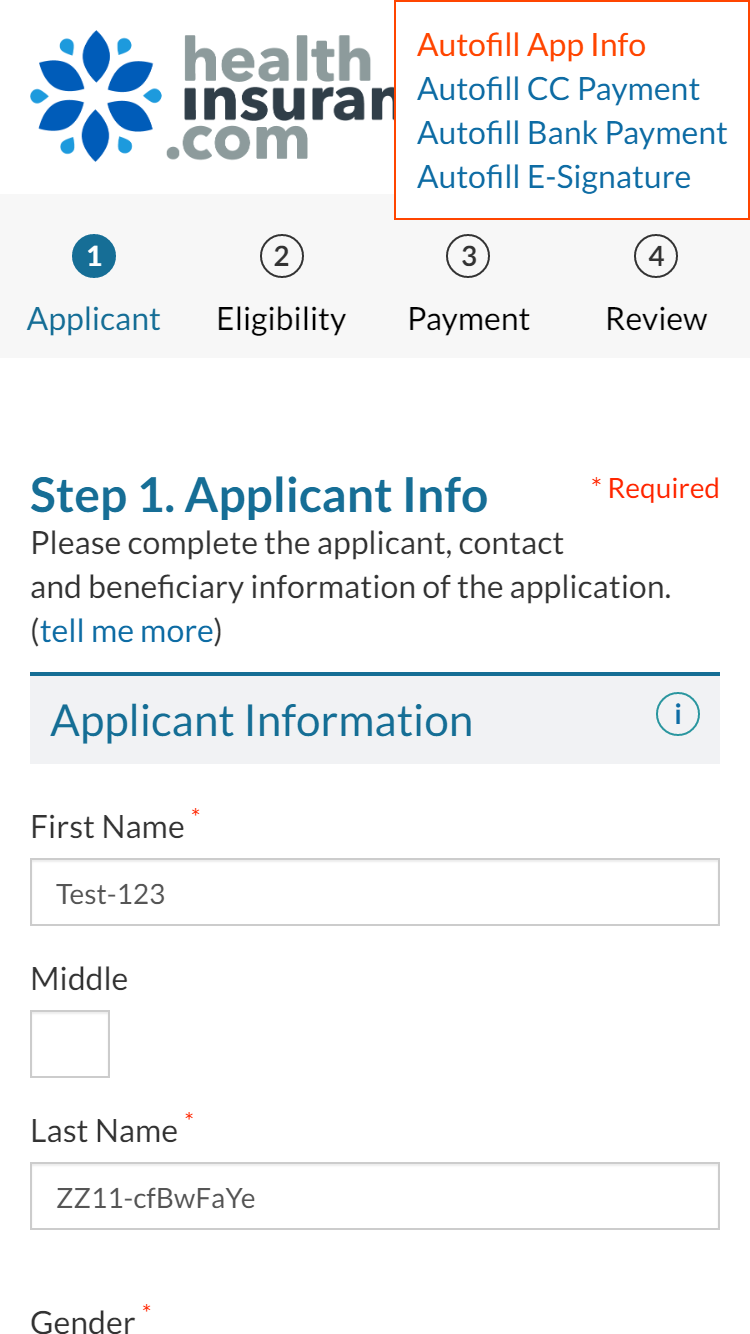 health
insuran
.com
Autofill App Info
Autofill CC Payment
Autofill Bank Payment
Autofill E-Signature
1 2 3 4
Applicant Eligibility Payment Review
Step 1. Applicant Info * Required
Please complete the applicant, contact
and beneficiary information of the application.
(tell me more)
Applicant Information i
First Name *
Test-123
Middle
Last Name *
ZZ11-cfBwFaYe
Gender *